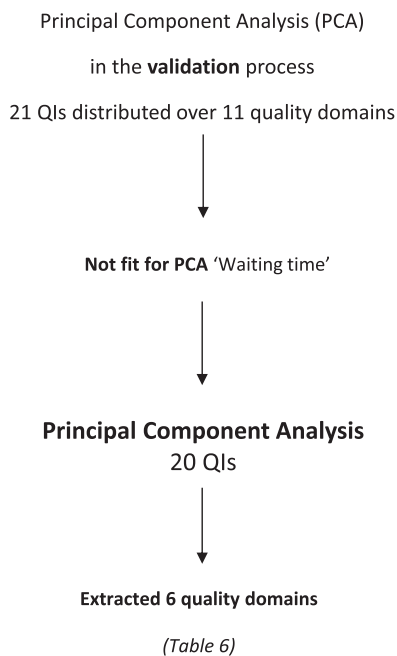 Principal Component Analysis (PCA)
in the validation process
21 QIs distributed over 11 quality domains
Not fit for PCA ‘Waiting time’
Principal Component Analysis
20 QIs
Extracted 6 quality domains
(Table 6)